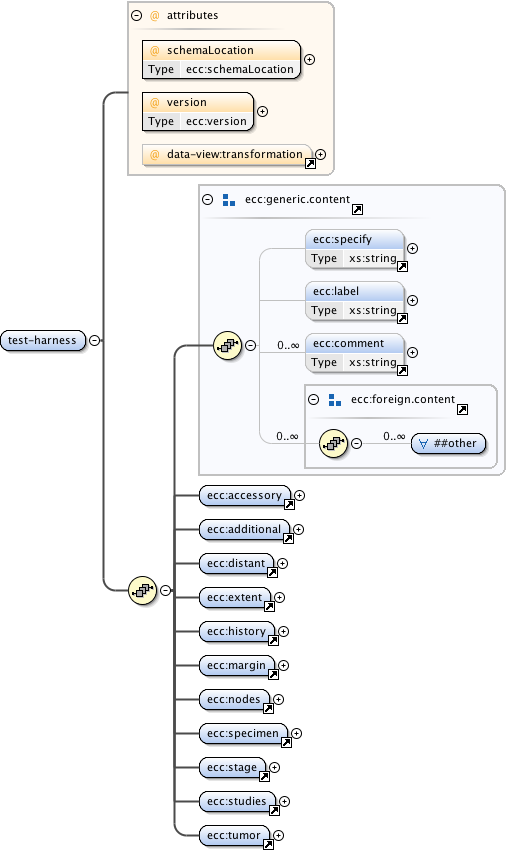 @ attributes
@ schemaLocation
Type ecc:schemaLocation
@ version
Type ecc:version
@ data-view:transformation
ecc:generic.content
ecc:specify
Type xs:string
ecc:label
Type xs:string
test-harness
0..∞ ecc:comment
Type xs:string
ecc:foreign.content
0..∞ 0..∞ ∀ ##other
ecc:accessory
ecc:additional
ecc:distant
ecc:extent
ecc:history
ecc:margin
ecc:nodes
ecc:specimen
ecc:stage
ecc:studies
ecc:tumor